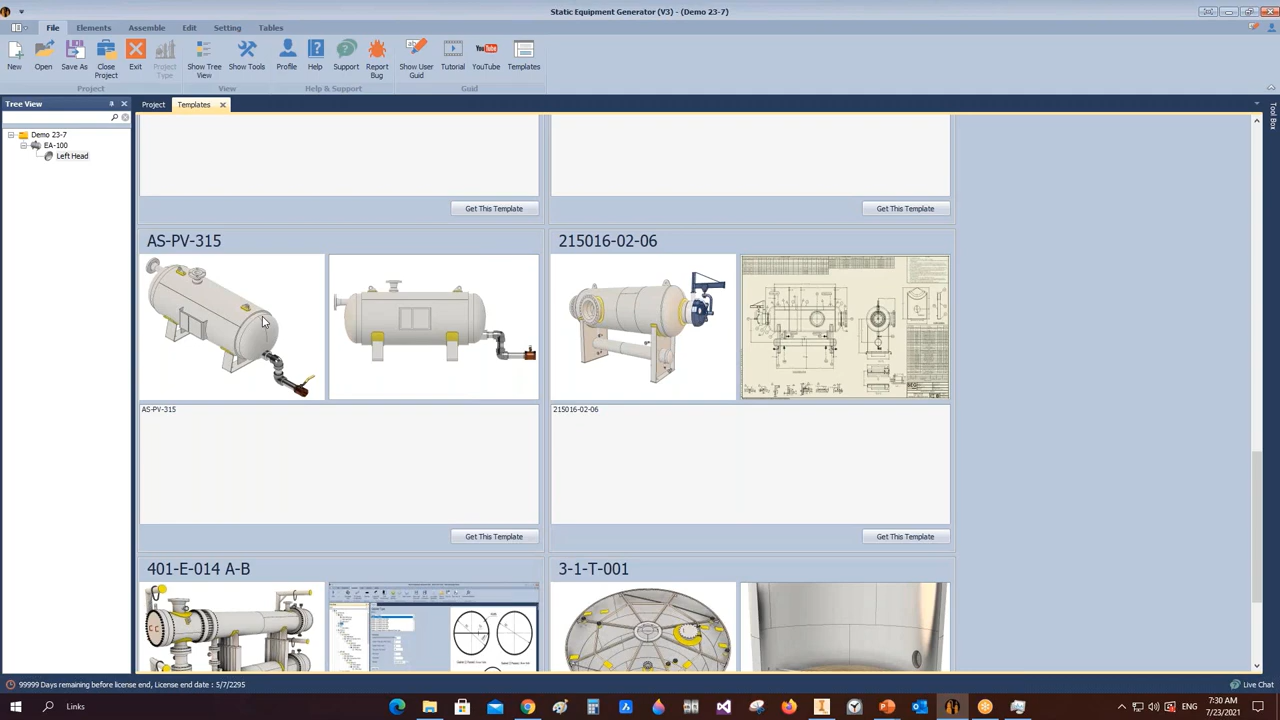 Static Equipment Generator (V3) - (Demo 23-7)
File Elements Assemble Edit Setting Tables
New Open Save As Close Project Exit Project Type Show Tree View Show Tools Profile Help Support Report Bug Show User Guid Tutorial YouTube Templates
Project View Help & Support Guid
Tree View
Project Templates
Tool Box
Demo 23-7
EA-100
Left Head
Get This Template Get This Template
AS-PV-315 215016-02-06
AS-PV-315 215016-02-06
Get This Template Get This Template
401-E-014 A-B 3-1-T-001
99999 Days remaining before license end, License end date : 5/7/2295
Live Chat
Links
ENG
7:30 AM
7/23/2021